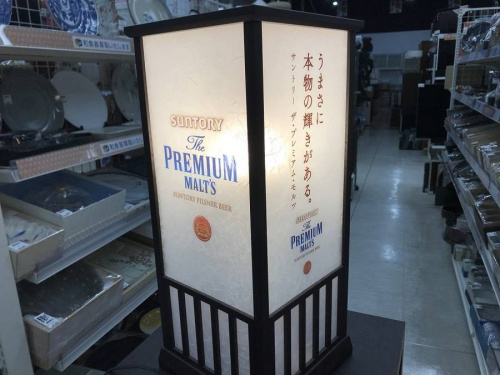 SUNTORY
The
PREMIUM
MALT'S
SUNTORY PILSNER BEER
うまさに
本物の輝きがある。
サントリー ザ・プレミアム・モルツ
The
PREMIUM
MALT'S